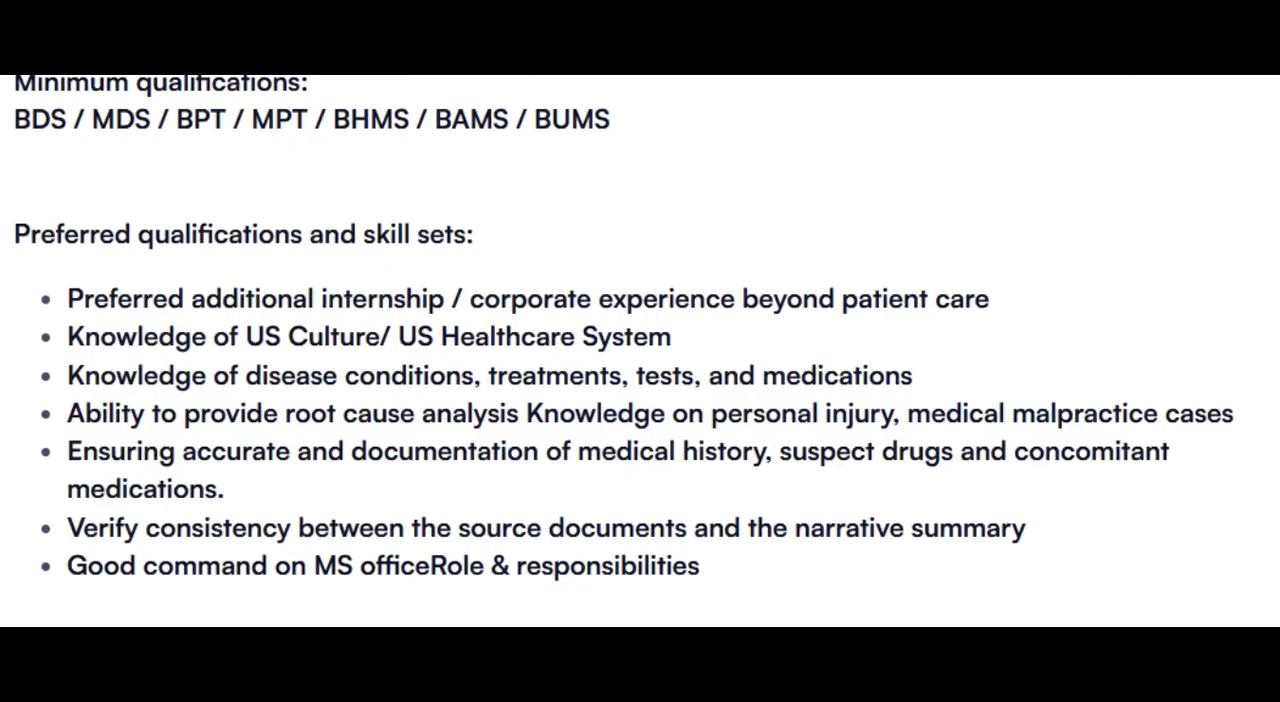 Minimum qualifications:
BDS / MDS / BPT / MPT / BHMS / BAMS / BUMS
Preferred qualifications and skill sets:
• Preferred additional internship / corporate experience beyond patient care
• Knowledge of US Culture/ US Healthcare System
• Knowledge of disease conditions, treatments, tests, and medications
• Ability to provide root cause analysis Knowledge on personal injury, medical malpractice cases
• Ensuring accurate and documentation of medical history, suspect drugs and concomitant
medications.
• Verify consistency between the source documents and the narrative summary
• Good command on MS officeRole & responsibilities